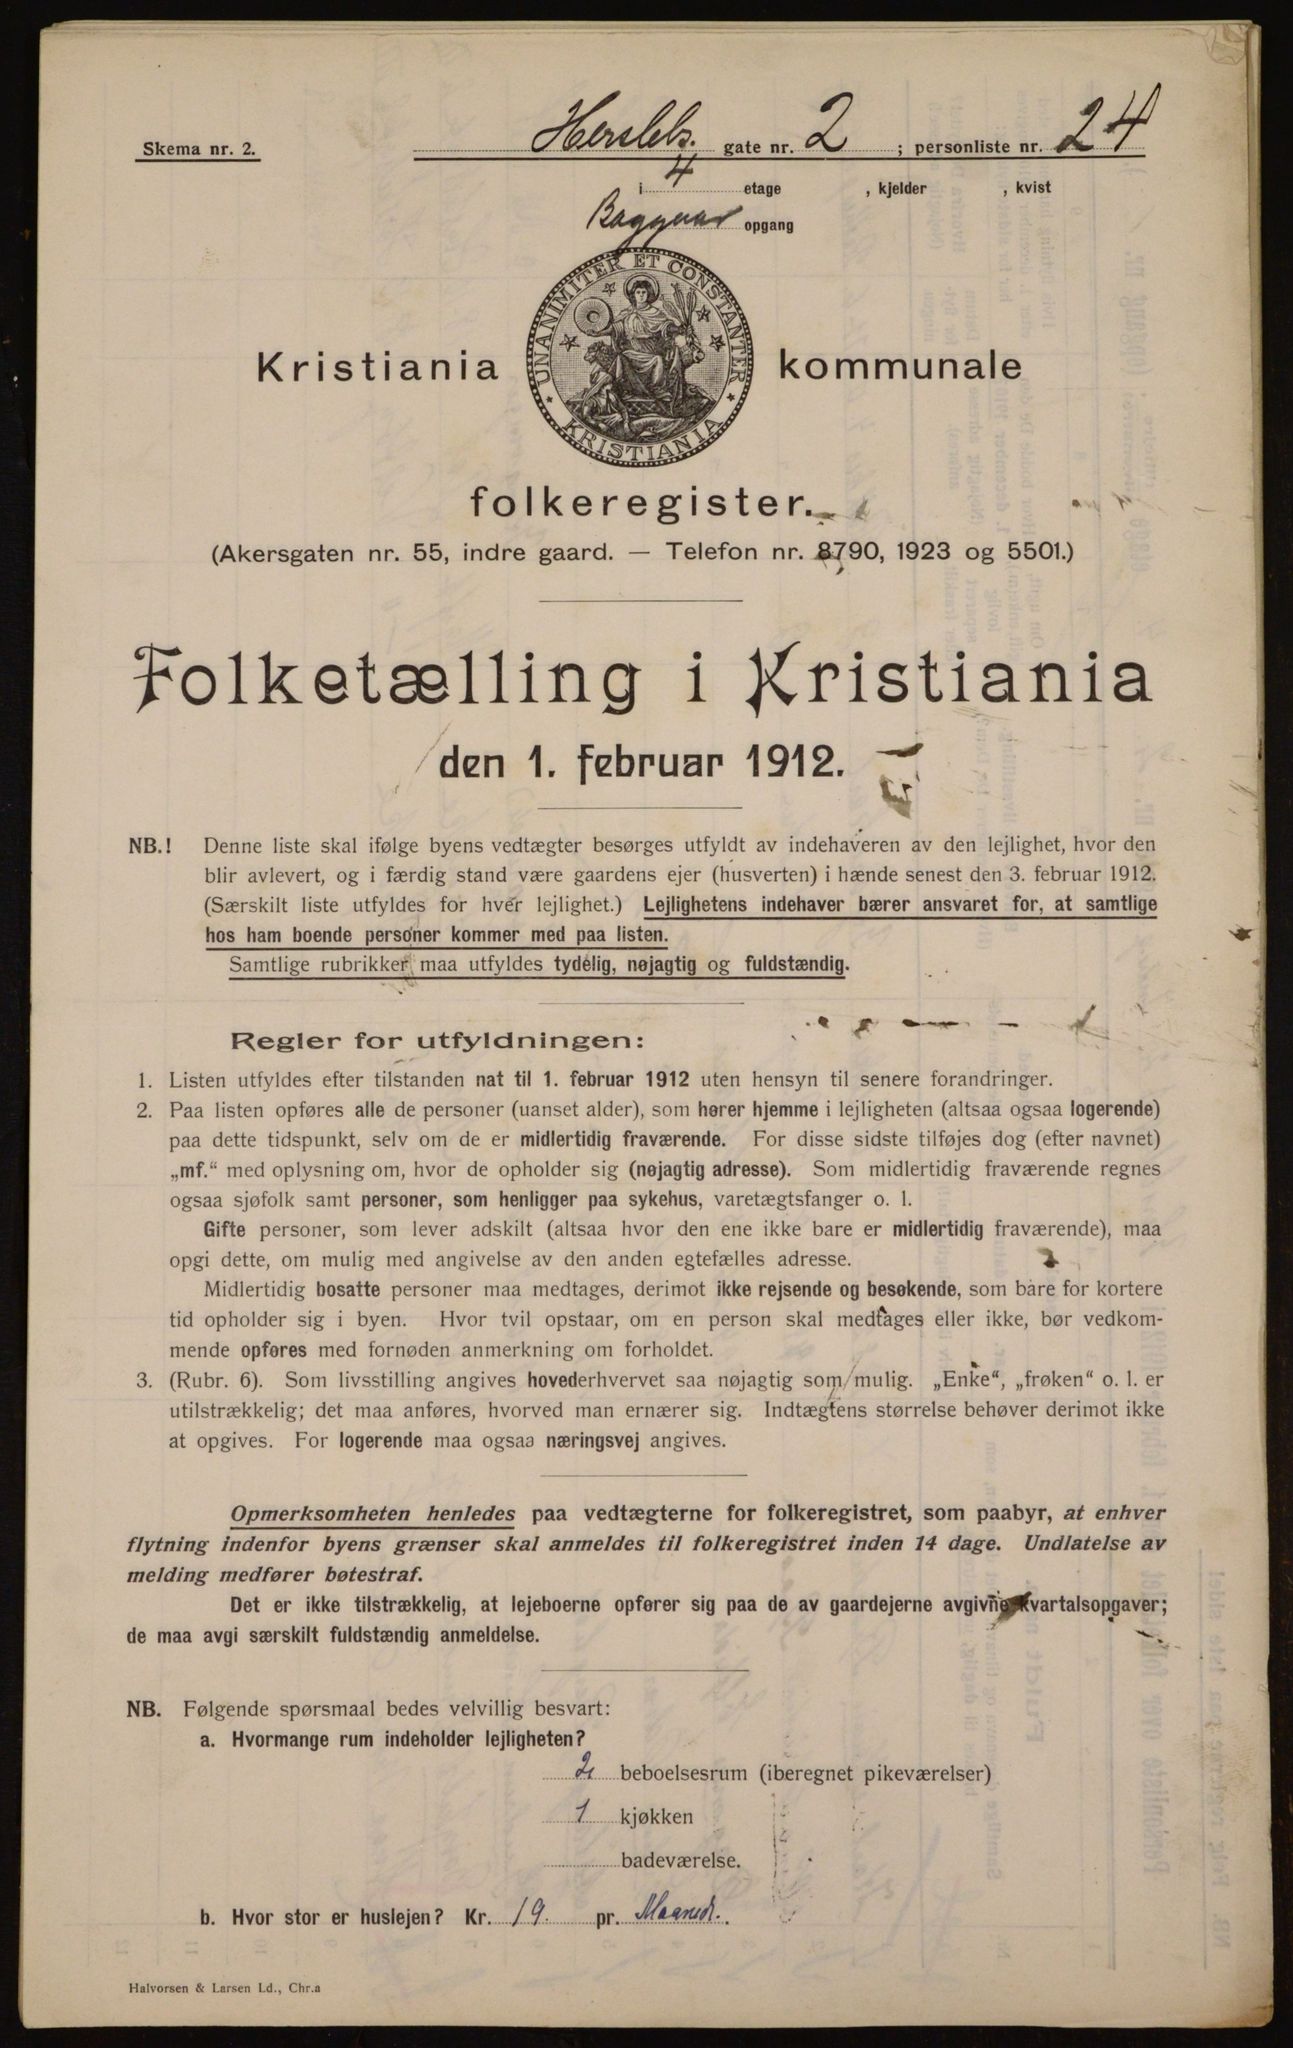 Skema nr. 2.
Herslebs. gate nr. 2 ; personliste nr. 24
i 4 etage , kjelder , kvist
Baggaar opgang
UNANIMITER ET CONSTANTER
KRISTIANIA
Kristiania kommunale
folkeregister.
(Akersgaten nr. 55, indre gaard. — Telefon nr. 8790, 1923 og 5501.)
Folketælling i Kristiania
den 1. februar 1912.
NB.! Denne liste skal ifølge byens vedtægter besørges utfyldt av indehaveren av den lejlighet, hvor den
blir avlevert, og i færdig stand være gaardens ejer (husverten) i hænde senest den 3. februar 1912.
(Særskilt liste utfyldes for hver lejlighet.) Lejlighetens indehaver bærer ansvaret for, at samtlige
hos ham boende personer kommer med paa listen.
Samtlige rubrikker maa utfyldes tydelig, nøjagtig og fuldstændig.
Regler for utfyldningen:
1. Listen utfyldes efter tilstanden nat til 1. februar 1912 uten hensyn til senere forandringer.
2. Paa listen opføres alle de personer (uanset alder), som hører hjemme i lejligheten (altsaa ogsaa logerende)
paa dette tidspunkt, selv om de er midlertidig fraværende. For disse sidste tilføjes dog (efter navnet)
„mf.“ med oplysning om, hvor de opholder sig (nøjagtig adresse). Som midlertidig fraværende regnes
ogsaa sjøfolk samt personer, som henligger paa sykehus, varetægtsfanger o. l.
Gifte personer, som lever adskilt (altsaa hvor den ene ikke bare er midlertidig fraværende), maa
opgi dette, om mulig med angivelse av den anden egtefælles adresse.
Midlertidig bosatte personer maa medtages, derimot ikke rejsende og besøkende, som bare for kortere
tid opholder sig i byen. Hvor tvil opstaar, om en person skal medtages eller ikke, bør vedkom-
mende opføres med fornøden anmerkning om forholdet.
3. (Rubr. 6). Som livsstilling angives hovederhvervet saa nøjagtig som mulig. „Enke“, „frøken“ o. l. er
utilstrækkelig; det maa anføres, hvorved man ernærer sig. Indtægtens størrelse behøver derimot ikke
at opgives. For logerende maa ogsaa næringsvej angives.
Opmerksomheten henledes paa vedtægterne for folkeregistret, som paabyr, at enhver
flytning indenfor byens grænser skal anmeldes til folkeregistret inden 14 dage. Undlatelse av
melding medfører bøtestraf.
Det er ikke tilstrækkelig, at lejeboerne opfører sig paa de av gaardejerne avgivne kvartalsopgaver;
de maa avgi særskilt fuldstændig anmeldelse.
NB. Følgende spørsmaal bedes velvillig besvart:
a. Hvormange rum indeholder lejligheten?
2 beboelsesrum (iberegnet pikeværelser)
1 kjøkken
badeværelse.
b. Hvor stor er huslejen? Kr. 19 pr. Maaned.
Halvorsen & Larsen Ld., Chr.a